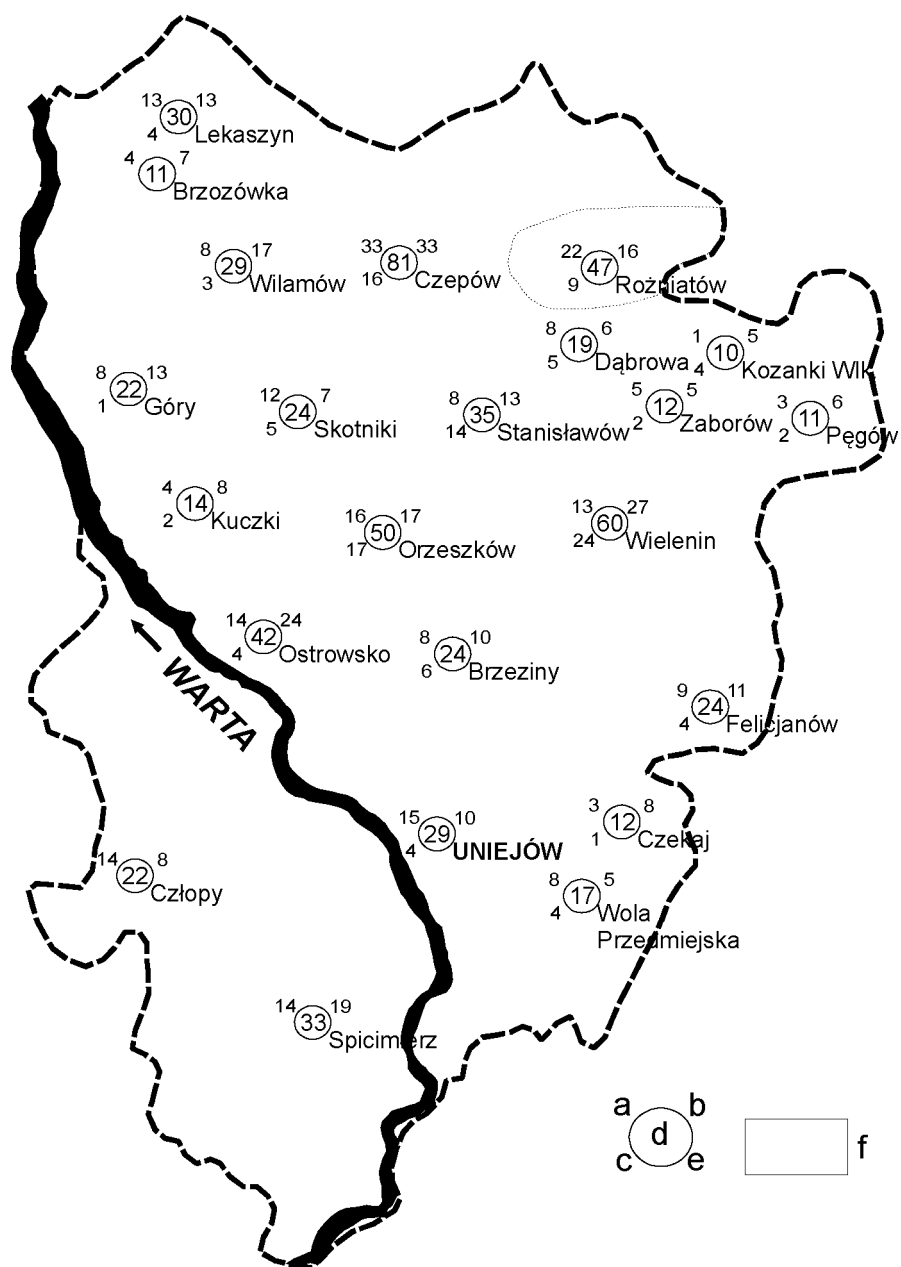 13 13
30
4 Lekaszyn
4 7
11
Brzozówka
8 17
29
3 Wilamów
33 33
81
16 Czepów
22 16
47
9 Rożniatów
8 6
19
5 Dąbrowa
1 5
10
4 Kozanki Wlk
8 13
22
1 Góry
12 7
24
5 Skotniki
8 13
35
14 Stanisławów
5 5
12
2 Zaborów
3 6
11
2 Pęgów
4 8
14
2 Kuczki
16 17
50
17 Orzeszków
13 27
60
24 Wielenin
14 24
42
4 Ostrowsko
8 10
24
6 Brzeziny
WARTA
9 11
24
4 Felicjanów
15 10
29
4 UNIEJÓW
3 8
12
1 Czekaj
14 8
22
Człopy
8 5
17
4 Wola
Przedmiejska
14 19
33
Spicimierz
a b
d
c e
f